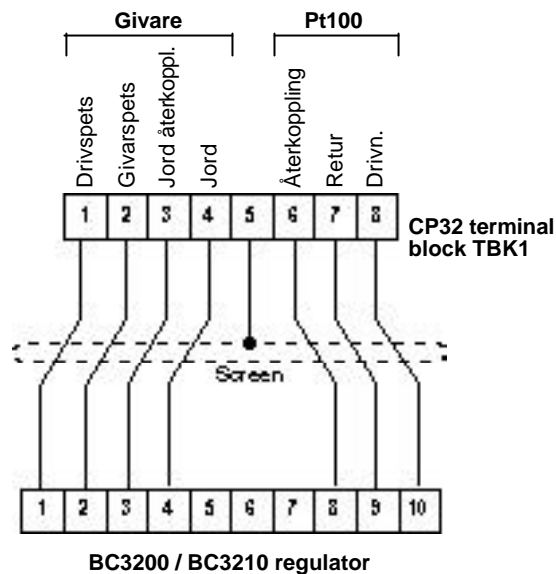 Givare Pt100
Drivspets
Givarspets
Jord återkoppl.
Jord
Återkoppling
Retur
Drivn.
1 2 3 4 5 6 7 8
CP32 terminal
block TBK1
Screen
1 2 3 4 5 6 7 8 9 10
BC3200 / BC3210 regulator